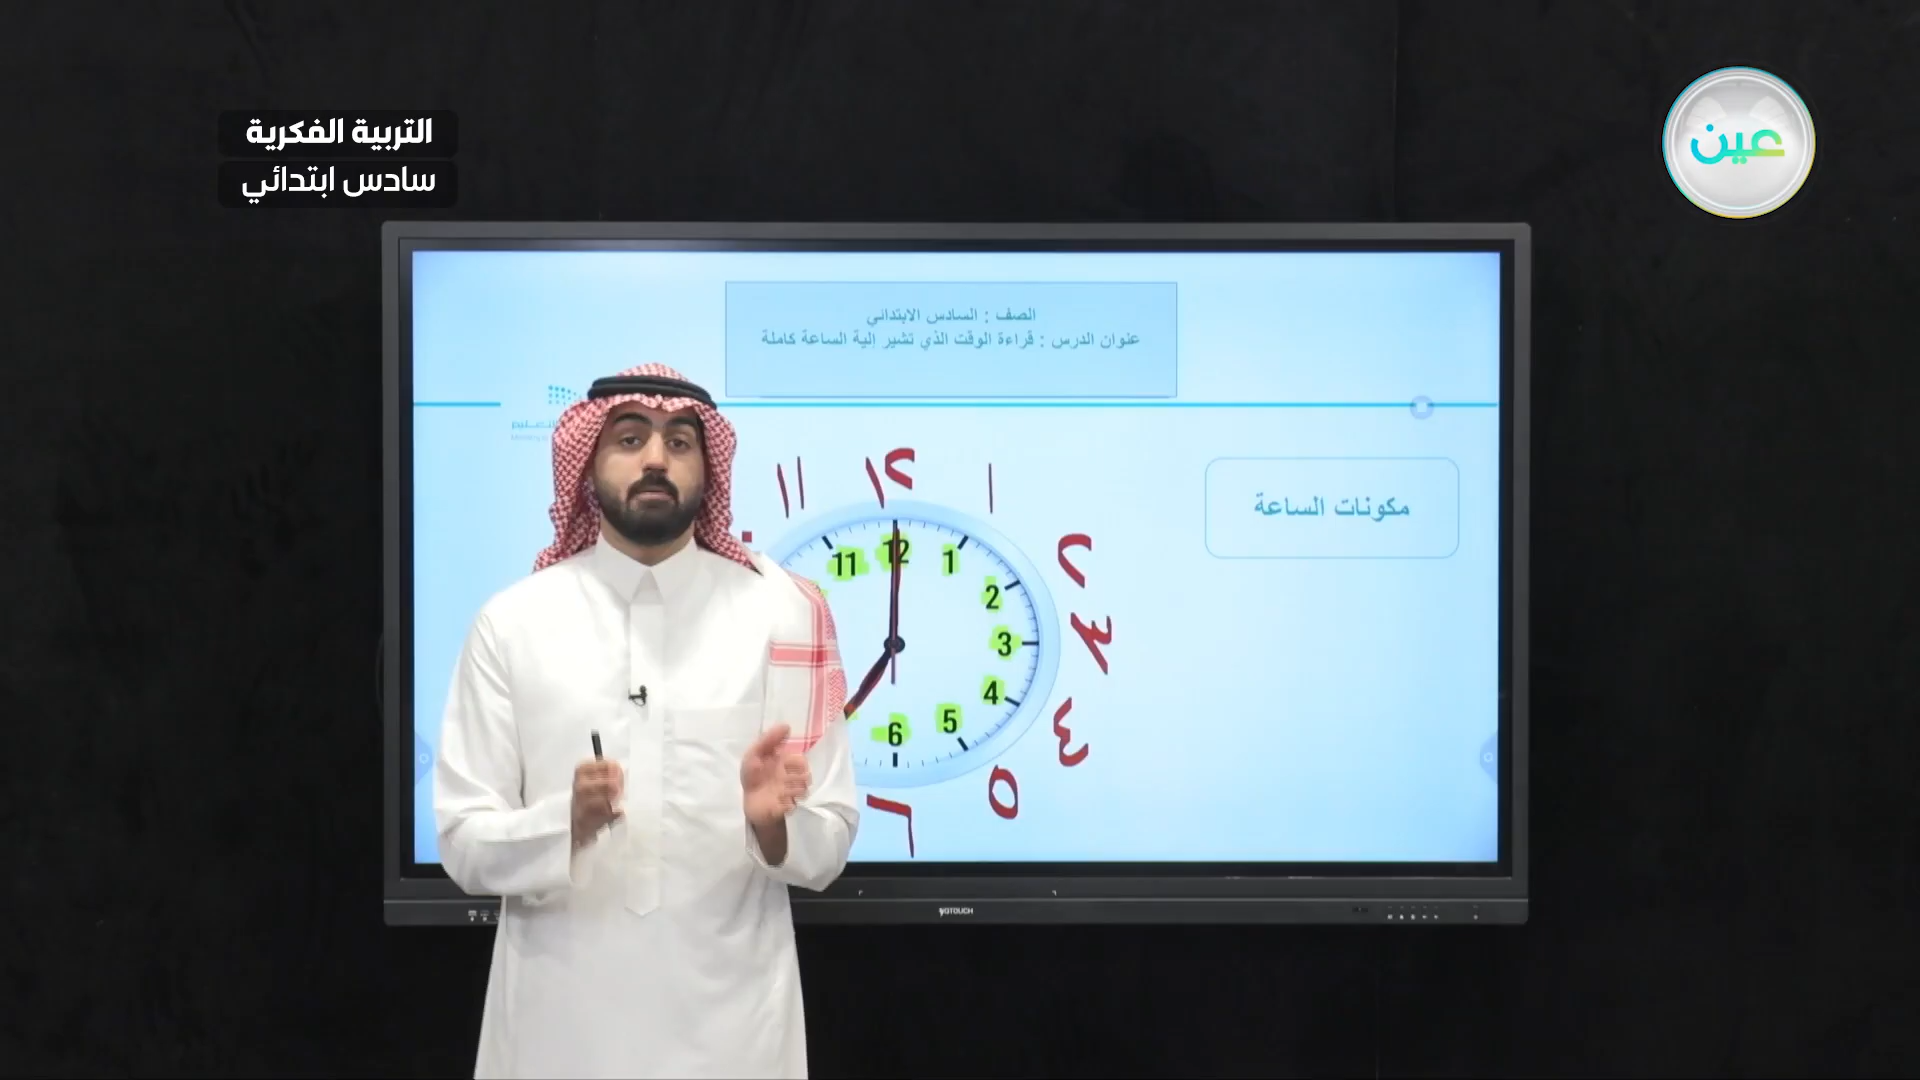 التربية الفكرية
سادس ابتدائي
عين
الصف : السادس الابتدائي
عنوان الدرس : قراءة الوقت الذي تشير إلية الساعة كاملة
مكونات الساعة
١١ ١٢ ١
٢
٣
٤
٥
٦
11 12 1
2
3
4
5
6